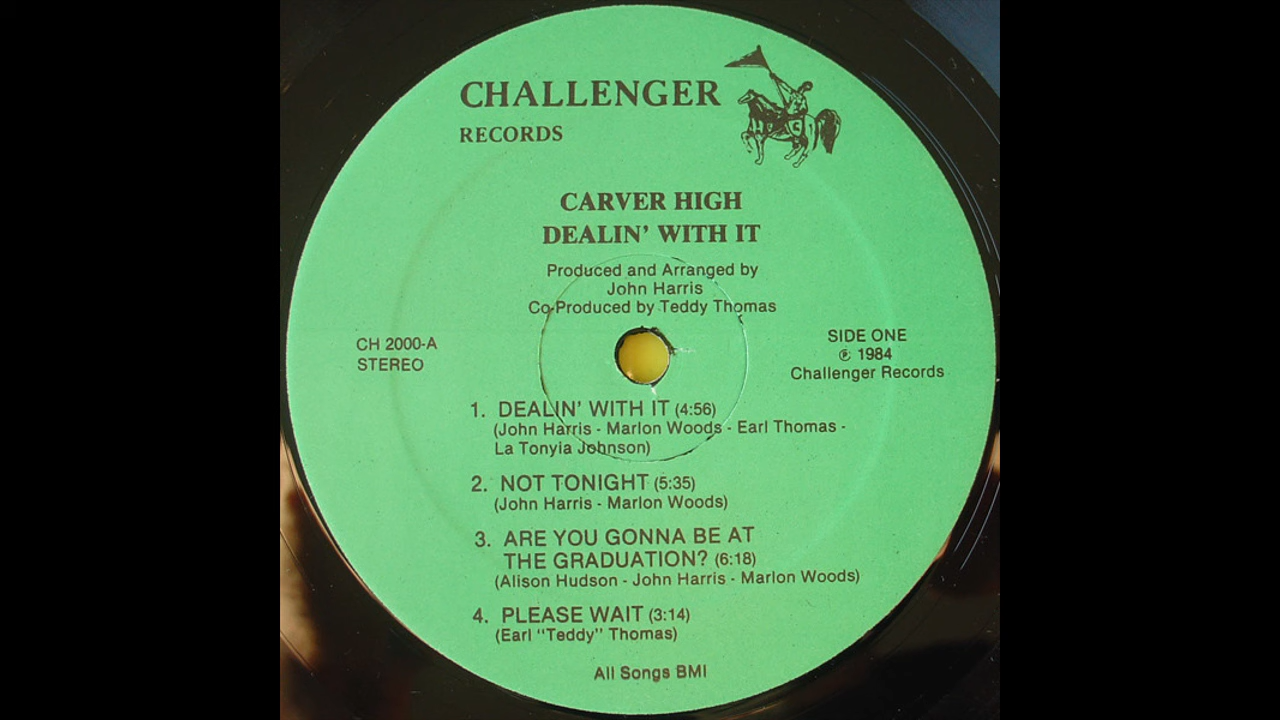 CHALLENGER
RECORDS
CARVER HIGH
DEALIN' WITH IT
Produced and Arranged by
John Harris
Co-Produced by Teddy Thomas
CH 2000-A
STEREO
SIDE ONE
℗ 1984
Challenger Records
1. DEALIN' WITH IT (4:56)
(John Harris - Marlon Woods - Earl Thomas -
La Tonyia Johnson)
2. NOT TONIGHT (5:35)
(John Harris - Marlon Woods)
3. ARE YOU GONNA BE AT
THE GRADUATION? (6:18)
(Alison Hudson - John Harris - Marlon Woods)
4. PLEASE WAIT (3:14)
(Earl "Teddy" Thomas)
All Songs BMI